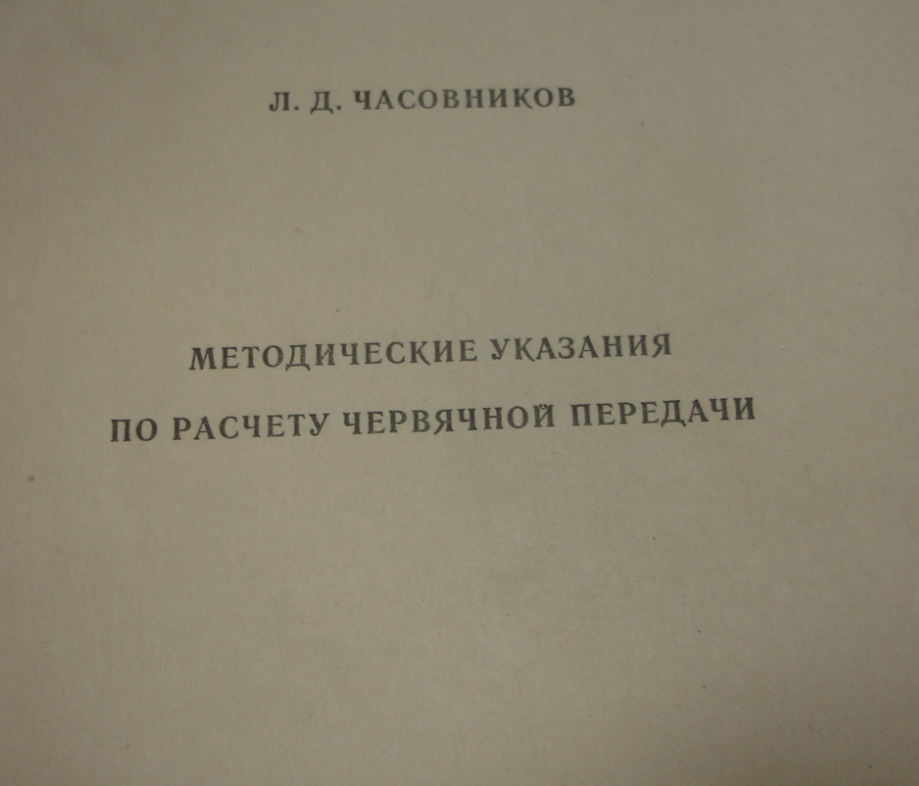 Л. Д. ЧАСОВНИКОВ
МЕТОДИЧЕСКИЕ УКАЗАНИЯ
ПО РАСЧЕТУ ЧЕРВЯЧНОЙ ПЕРЕДАЧИ